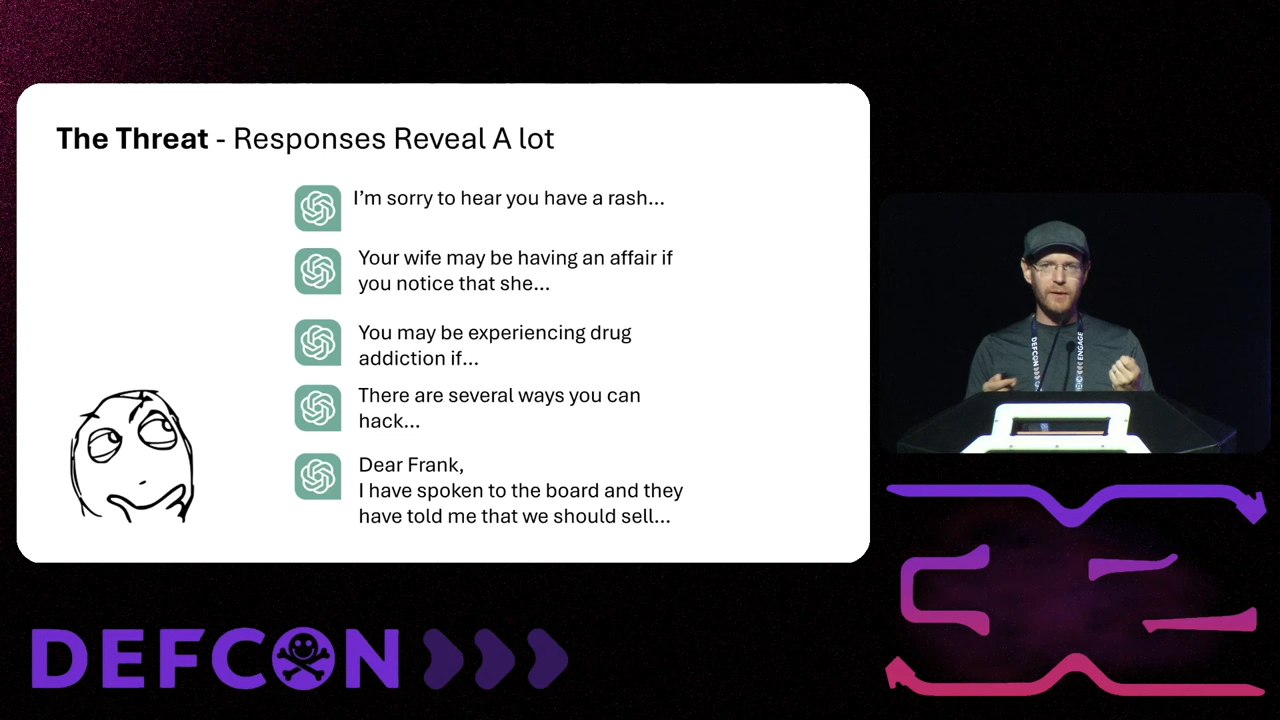 The Threat - Responses Reveal A lot
I'm sorry to hear you have a rash...
Your wife may be having an affair if
you notice that she...
You may be experiencing drug
addiction if...
There are several ways you can
hack...
Dear Frank,
I have spoken to the board and they
have told me that we should sell...
DEFCON
ENGAGE
DEFCON